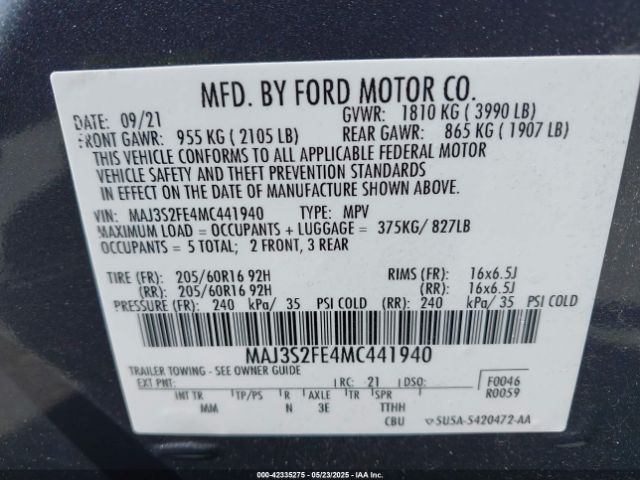 MFD. BY FORD MOTOR CO.
DATE: 09/21 GVWR: 1810 KG ( 3990 LB)
FRONT GAWR: 955 KG ( 2105 LB) REAR GAWR: 865 KG ( 1907 LB)
THIS VEHICLE CONFORMS TO ALL APPLICABLE FEDERAL MOTOR
VEHICLE SAFETY AND THEFT PREVENTION STANDARDS
IN EFFECT ON THE DATE OF MANUFACTURE SHOWN ABOVE.
VIN: MAJ3S2FE4MC441940 TYPE: MPV
MAXIMUM LOAD = OCCUPANTS + LUGGAGE = 375KG/ 827LB
OCCUPANTS = 5 TOTAL; 2 FRONT, 3 REAR
TIRE (FR): 205/60R16 92H RIMS (FR): 16x6.5J
(RR): 205/60R16 92H (RR): 16x6.5J
PRESSURE (FR): 240 kPa/ 35 PSI COLD (RR): 240 kPa/ 35 PSI COLD
MAJ3S2FE4MC441940
TRAILER TOWING - SEE OWNER GUIDE
EXT PNT: RC: 21 DSO: F0046
INT TR TP/PS R AXLE TR SPR R0059
MM N 3E TTHH
CBU SU5A-S420472-AA
000-42335275 — 05/23/2025 — IAA INC.